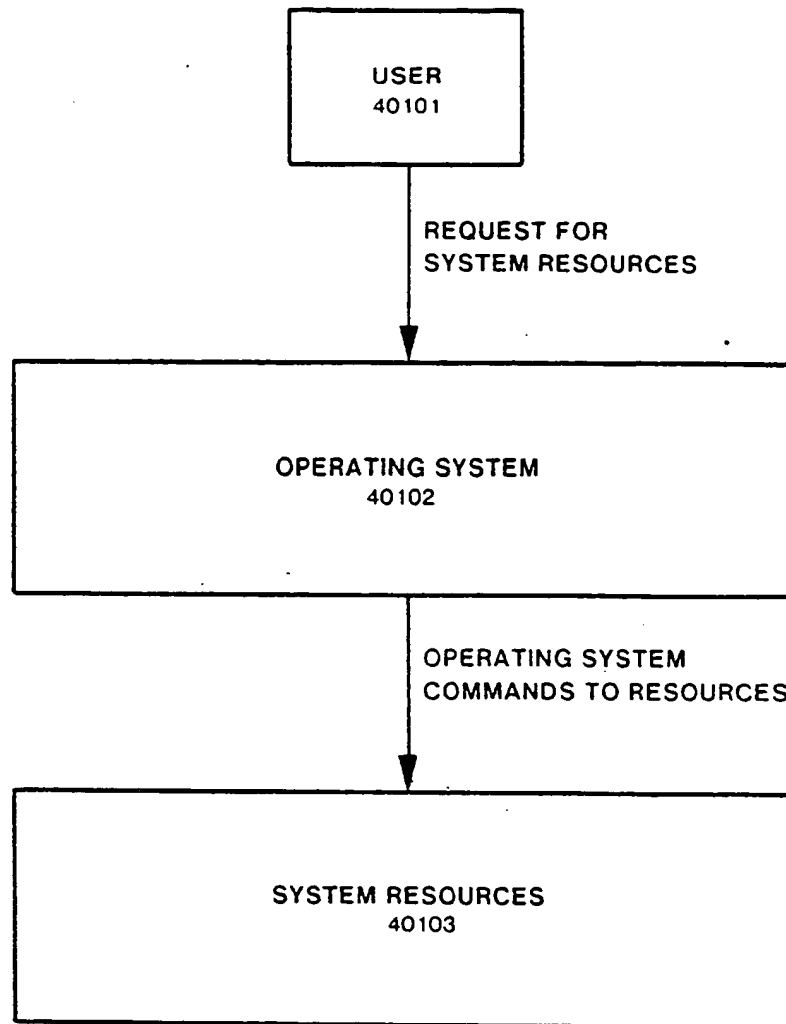 USER
40101
REQUEST FOR
SYSTEM RESOURCES
OPERATING SYSTEM
40102
OPERATING SYSTEM
COMMANDS TO RESOURCES
SYSTEM RESOURCES
40103